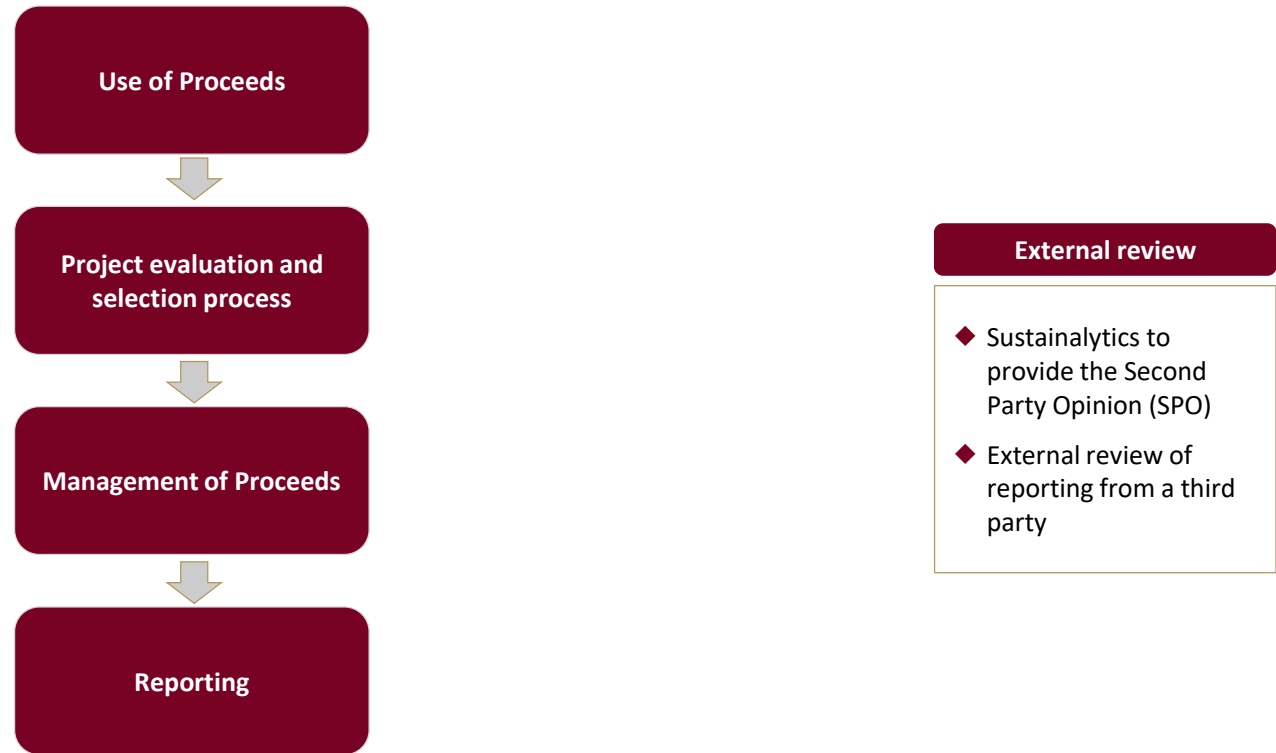 Use of Proceeds
Project evaluation and
selection process
Management of Proceeds
Reporting
External review
Sustainalytics to
provide the Second
Party Opinion (SPO)
External review of
reporting from a third
party